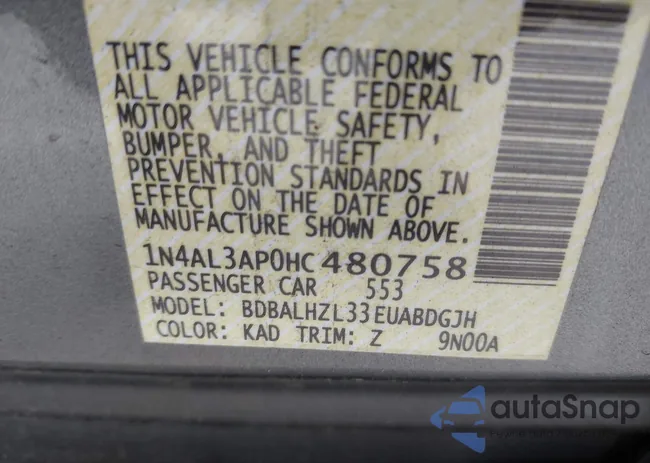 THIS VEHICLE CONFORMS TO
ALL APPLICABLE FEDERAL
MOTOR VEHICLE SAFETY,
BUMPER, AND THEFT
PREVENTION STANDARDS IN
EFFECT ON THE DATE OF
MANUFACTURE SHOWN ABOVE.
1N4AL3AP0HC480758
PASSENGER CAR 553
MODEL: BDBALHZL33EUABDGJH
COLOR: KAD TRIM: Z 9N00A
autoSnap